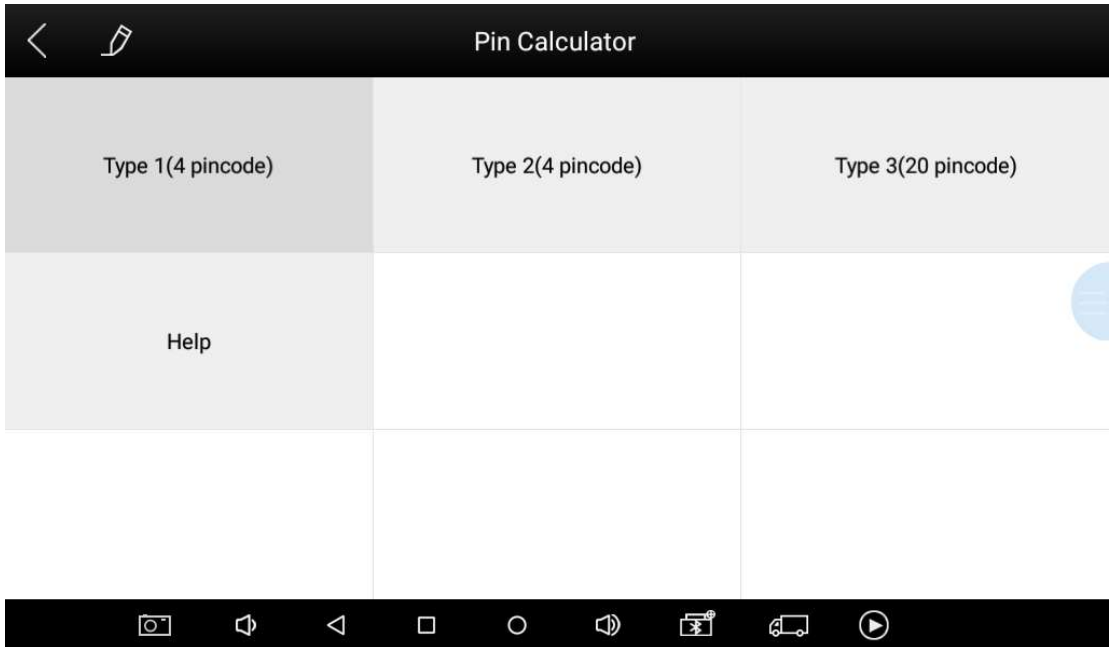 Pin Calculator
Type 1(4 pincode)
Type 2(4 pincode)
Type 3(20 pincode)
Help